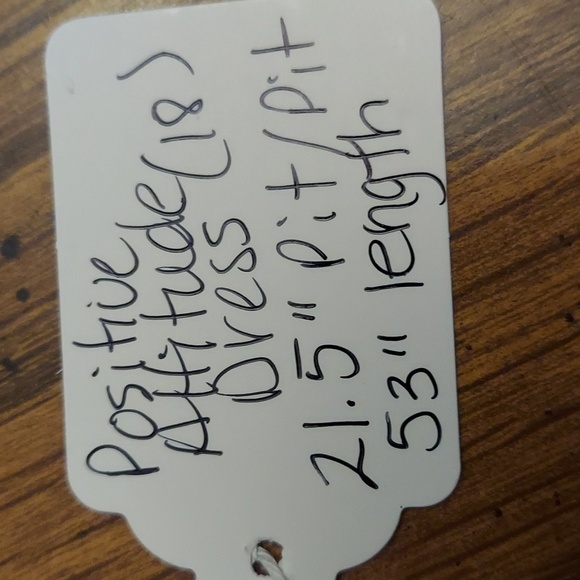 Positive
Attitude (18)
Dress
21.5" pit/pit
53" length